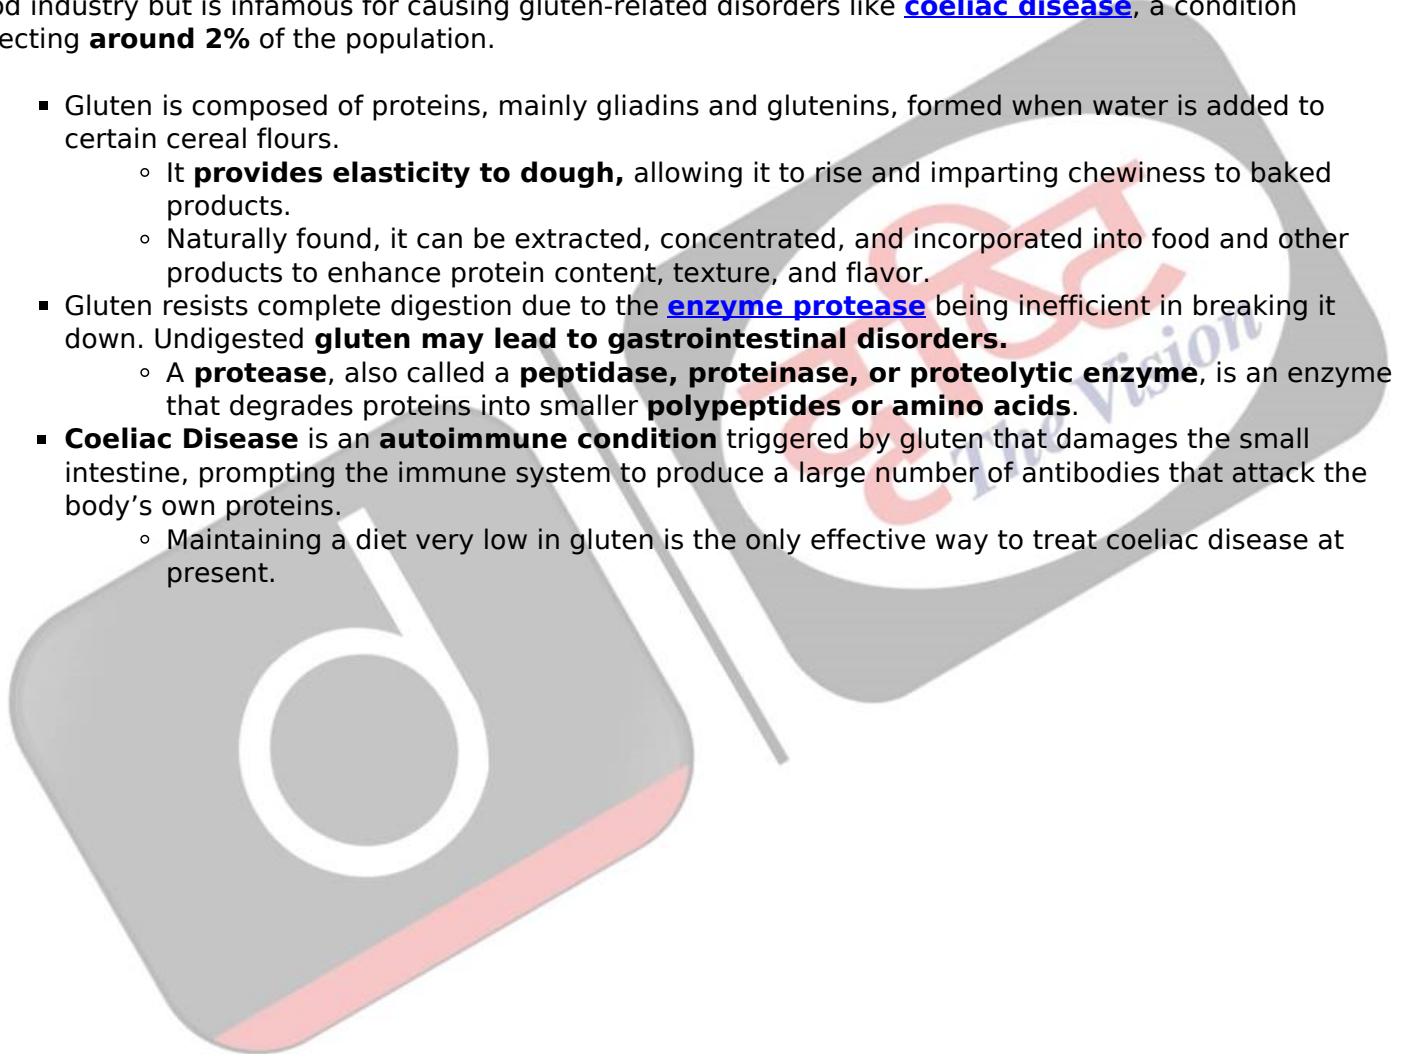 od industry but is infamous for causing gluten-related disorders like coeliac disease, a condition
ecting around 2% of the population.
▪ Gluten is composed of proteins, mainly gliadins and glutenins, formed when water is added to
certain cereal flours.
◦ It provides elasticity to dough, allowing it to rise and imparting chewiness to baked
products.
◦ Naturally found, it can be extracted, concentrated, and incorporated into food and other
products to enhance protein content, texture, and flavor.
▪ Gluten resists complete digestion due to the enzyme protease being inefficient in breaking it
down. Undigested gluten may lead to gastrointestinal disorders.
◦ A protease, also called a peptidase, proteinase, or proteolytic enzyme, is an enzyme
that degrades proteins into smaller polypeptides or amino acids.
▪ Coeliac Disease is an autoimmune condition triggered by gluten that damages the small
intestine, prompting the immune system to produce a large number of antibodies that attack the
body’s own proteins.
◦ Maintaining a diet very low in gluten is the only effective way to treat coeliac disease at
present.
दृष्टि
The Vision
d